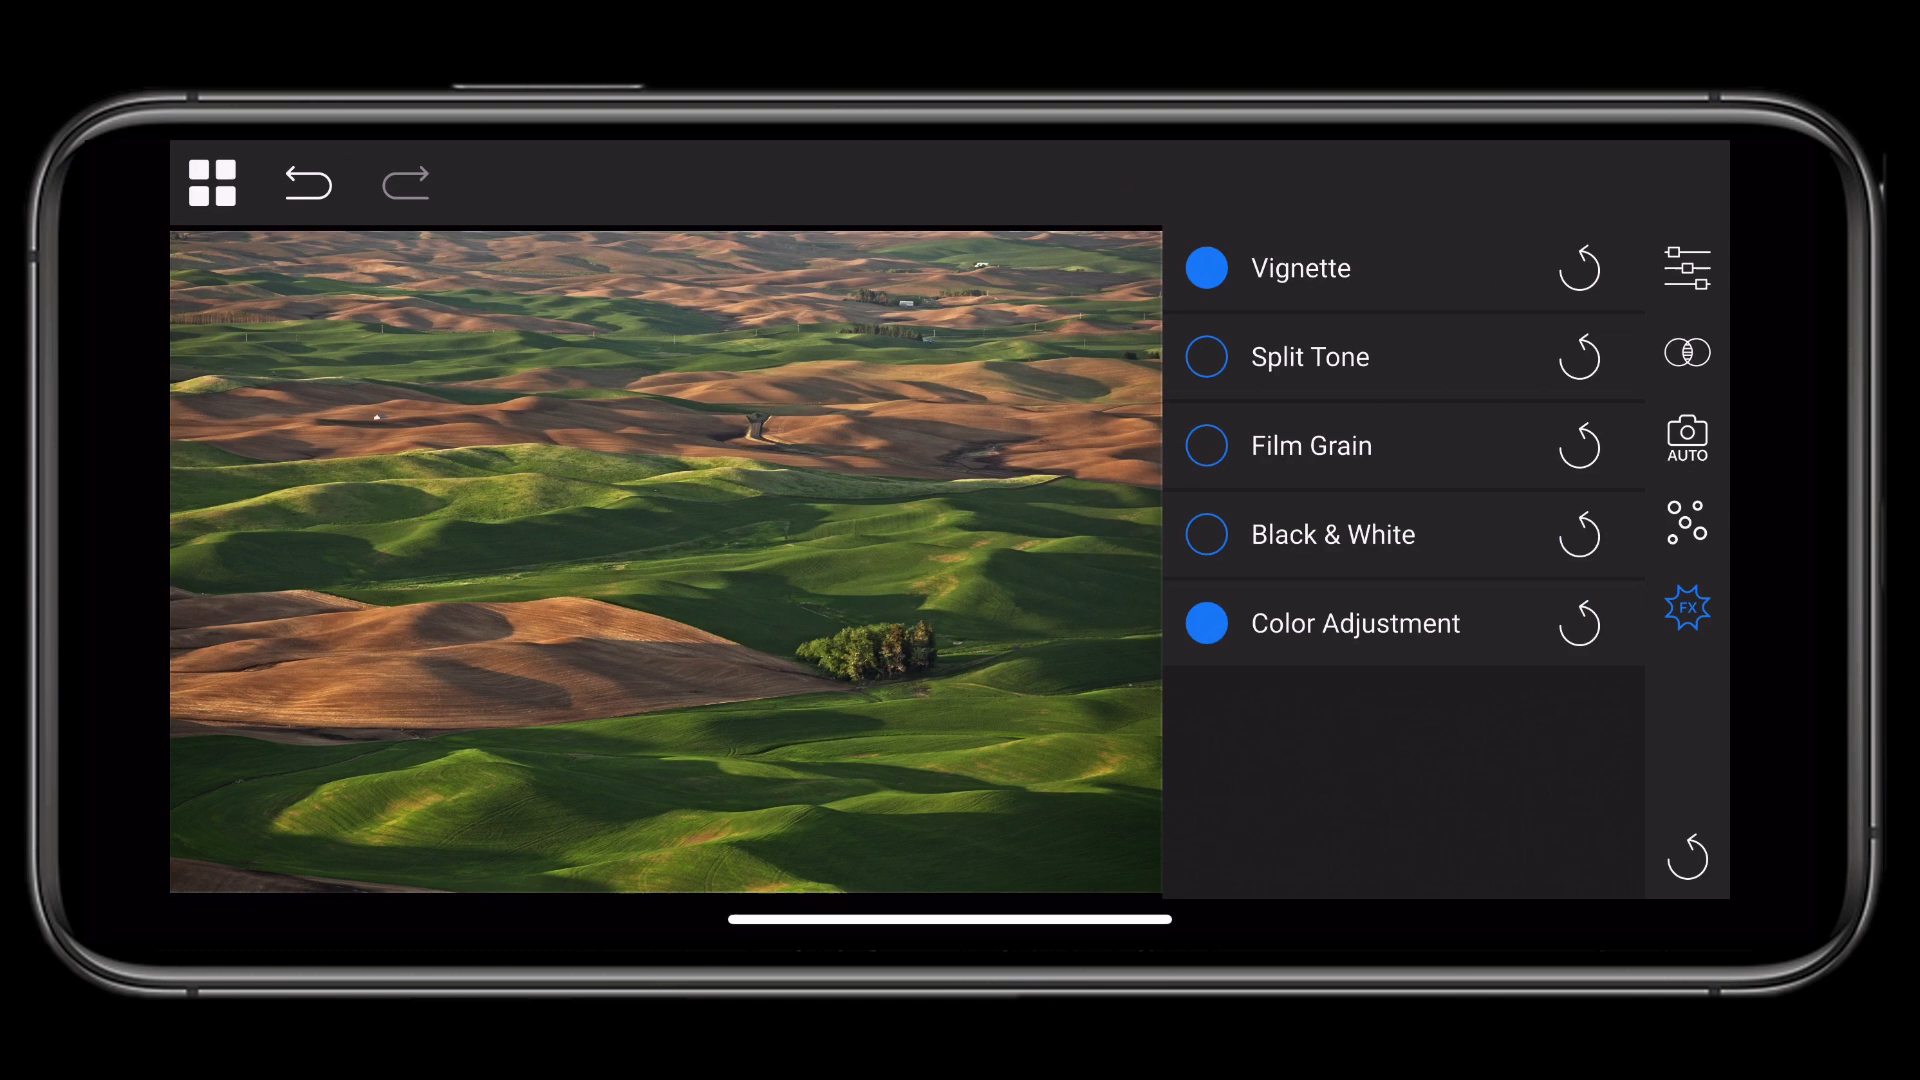 Vignette
Split Tone
Film Grain
AUTO
Black & White
FX
Color Adjustment